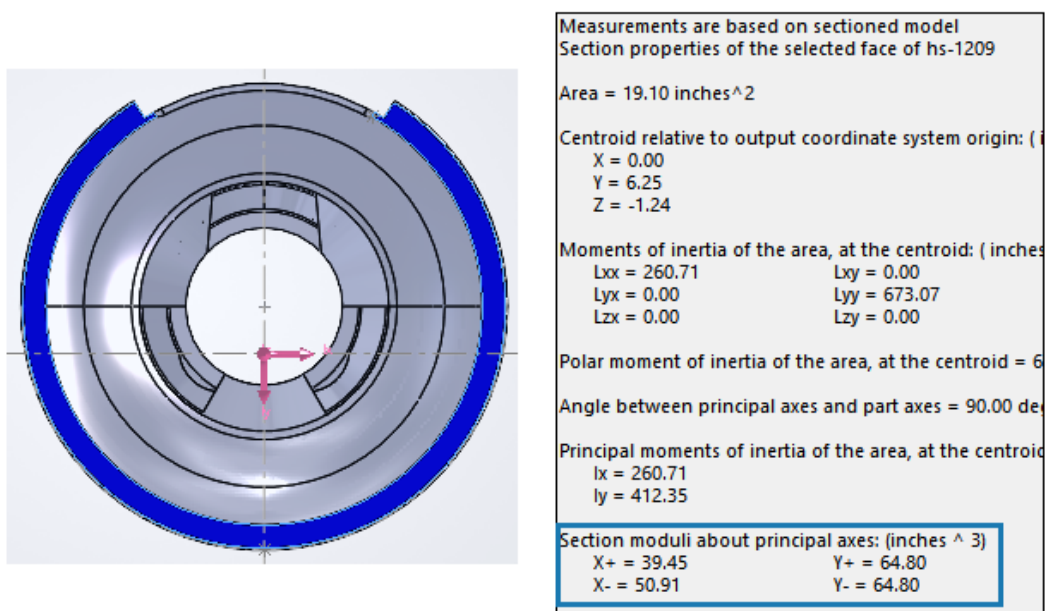 Measurements are based on sectioned model
Section properties of the selected face of hs-1209
Area = 19.10 inches^2
Centroid relative to output coordinate system origin: ( i
X = 0.00
Y = 6.25
Z = -1.24
Moments of inertia of the area, at the centroid: ( inches
Lxx = 260.71 Lxy = 0.00
Lyx = 0.00 Lyy = 673.07
Lzx = 0.00 Lzy = 0.00
Polar moment of inertia of the area, at the centroid = 6
Angle between principal axes and part axes = 90.00 de
Principal moments of inertia of the area, at the centroid
Ix = 260.71
Iy = 412.35
Section moduli about principal axes: (inches ^ 3)
X+ = 39.45 Y+ = 64.80
X- = 50.91 Y- = 64.80